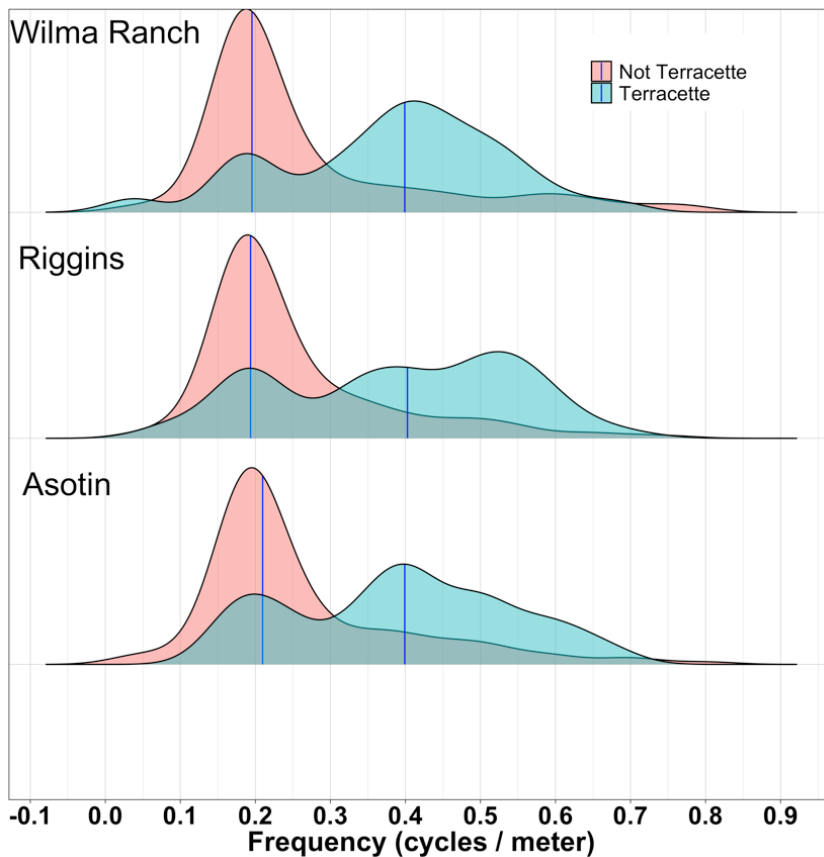 Wilma Ranch
Not Terracette
Terracette
Riggins
Asotin
-0.1 0.0 0.1 0.2 0.3 0.4 0.5 0.6 0.7 0.8 0.9
Frequency (cycles / meter)